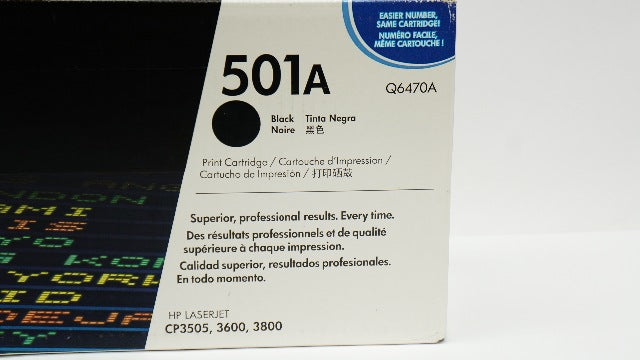 EASIER NUMBER,
SAME CARTRIDGE!
NUMÉRO FACILE,
MÊME CARTOUCHE!
501A
Q6470A
Black Tinta Negra
Noire 黑色
Print Cartridge / Cartouche d'Impression /
Cartucho de Impresión / 打印硒鼓
Superior, professional results. Every time.
Des résultats professionnels et de qualité
supérieure à chaque impression.
Calidad superior, resultados profesionales.
En todo momento.
HP LASERJET
CP3505, 3600, 3800